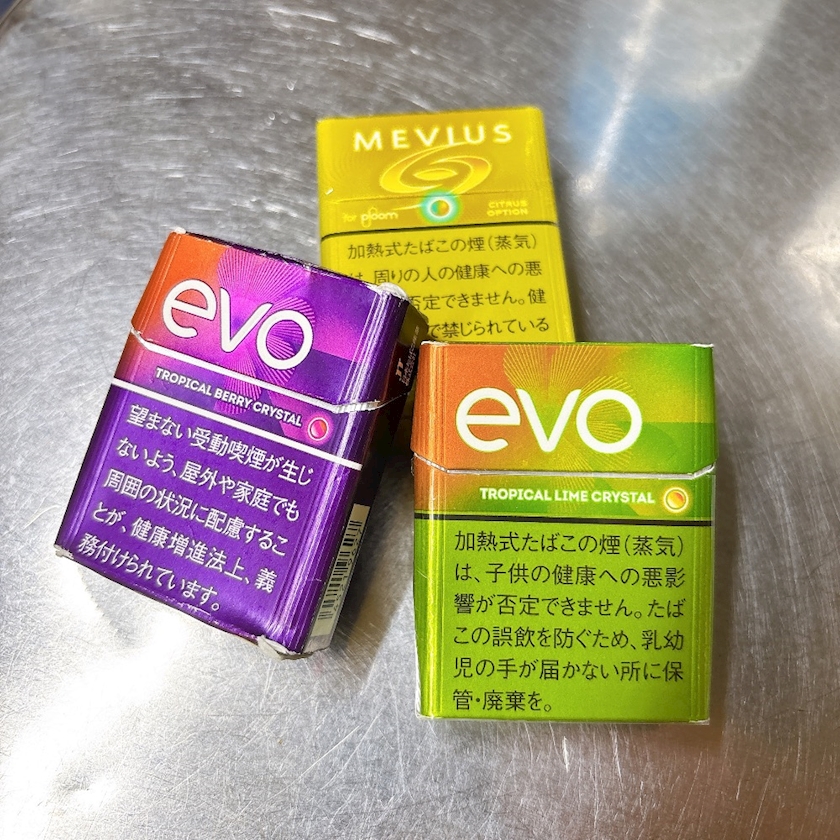 MEVIUS
for ploom
CITRUS
OPTION
加熱式たばこの煙（蒸気）
は、周りの人の健康への悪
否定できません。健
で禁じられている
evo
TROPICAL BERRY CRYSTAL
望まない受動喫煙が生じ
ないよう、屋外や家庭でも
周囲の状況に配慮するこ
とが、健康増進法上、義
務付けられています。
evo
TROPICAL LIME CRYSTAL
加熱式たばこの煙（蒸気）
は、子供の健康への悪影
響が否定できません。たば
この誤飲を防ぐため、乳幼
児の手が届かない所に保
管・廃棄を。